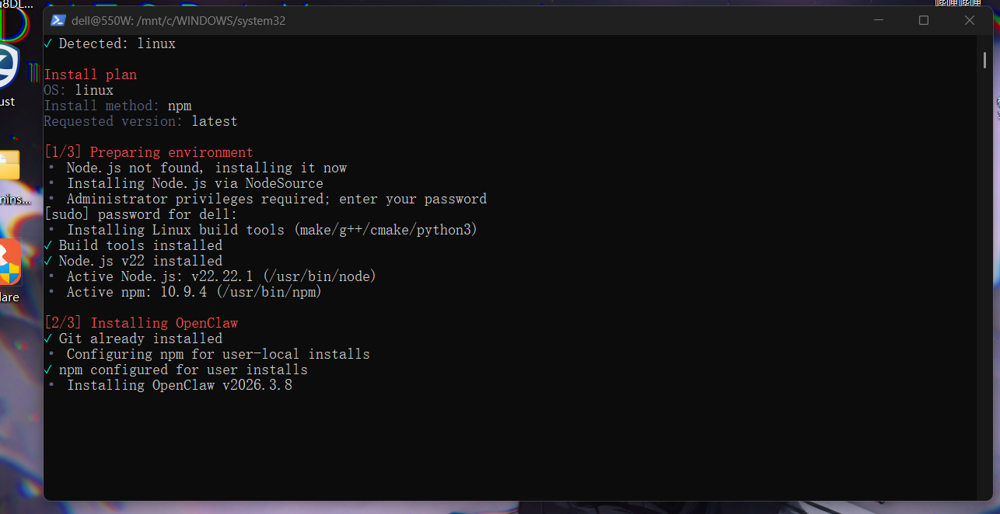 dell@550W: /mnt/c/WINDOWS/system32
✓ Detected: linux
Install plan
OS: linux
Install method: npm
Requested version: latest
[1/3] Preparing environment
· Node.js not found, installing it now
· Installing Node.js via NodeSource
· Administrator privileges required; enter your password
[sudo] password for dell:
· Installing Linux build tools (make/g++/cmake/python3)
✓ Build tools installed
✓ Node.js v22 installed
· Active Node.js: v22.22.1 (/usr/bin/node)
· Active npm: 10.9.4 (/usr/bin/npm)
[2/3] Installing OpenClaw
✓ Git already installed
· Configuring npm for user-local installs
✓ npm configured for user installs
· Installing OpenClaw v2026.3.8